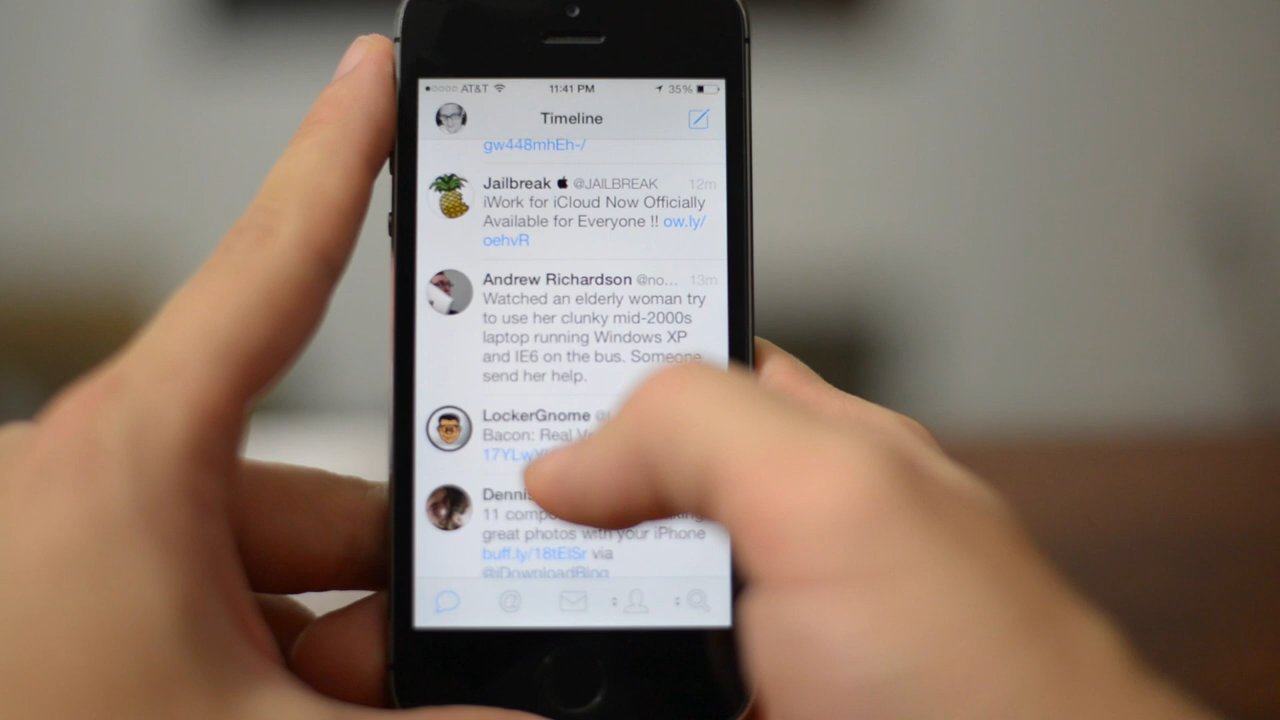 AT&T 11:41 PM 35%
Timeline
gw448mhEh-/
Jailbreak @JAILBREAK 12m
iWork for iCloud Now Officially
Available for Everyone !! ow.ly/
oehvR
Andrew Richardson @no... 13m
Watched an elderly woman try
to use her clunky mid-2000s
laptop running Windows XP
and IE6 on the bus. Someone
send her help.
LockerGnome
Bacon: Real
Dennis
11
great photos with your iPhone
buff.ly/18tElSr via
@iDownloadBlog